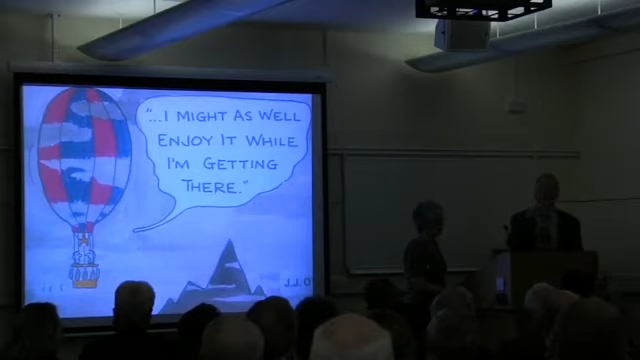 "...I MIGHT AS WELL
ENJOY IT WHILE
I'M GETTING
THERE."
J.J.O